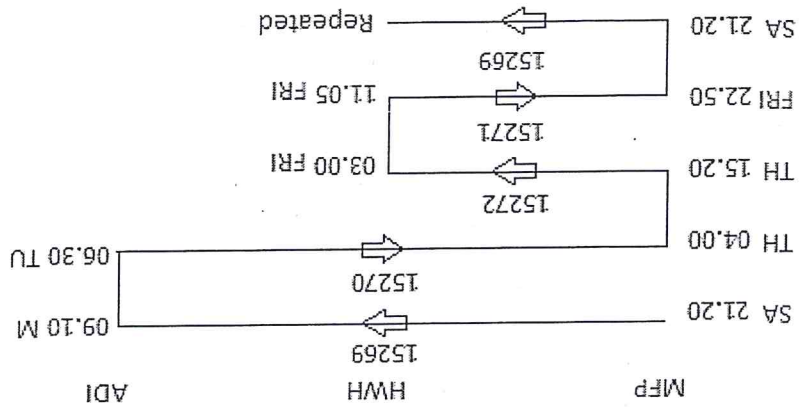 MFP HWH ADI
15269
SA 21.20 09.10 M
15270
TH 04.00 06.30 TU
15272
TH 15.20 03.00 FRI
15271
FRI 22.50 11.05 FRI
15269
SA 21.20 Repeated